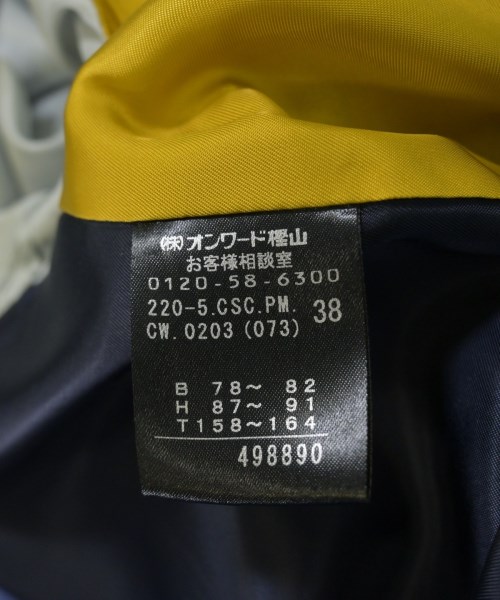 (株)オンワード樫山
お客様相談室
0120-58-6300
220-5.CSC.PM. 38
CW.0203(073)
B 78～ 82
H 87～ 91
T158～164
498890